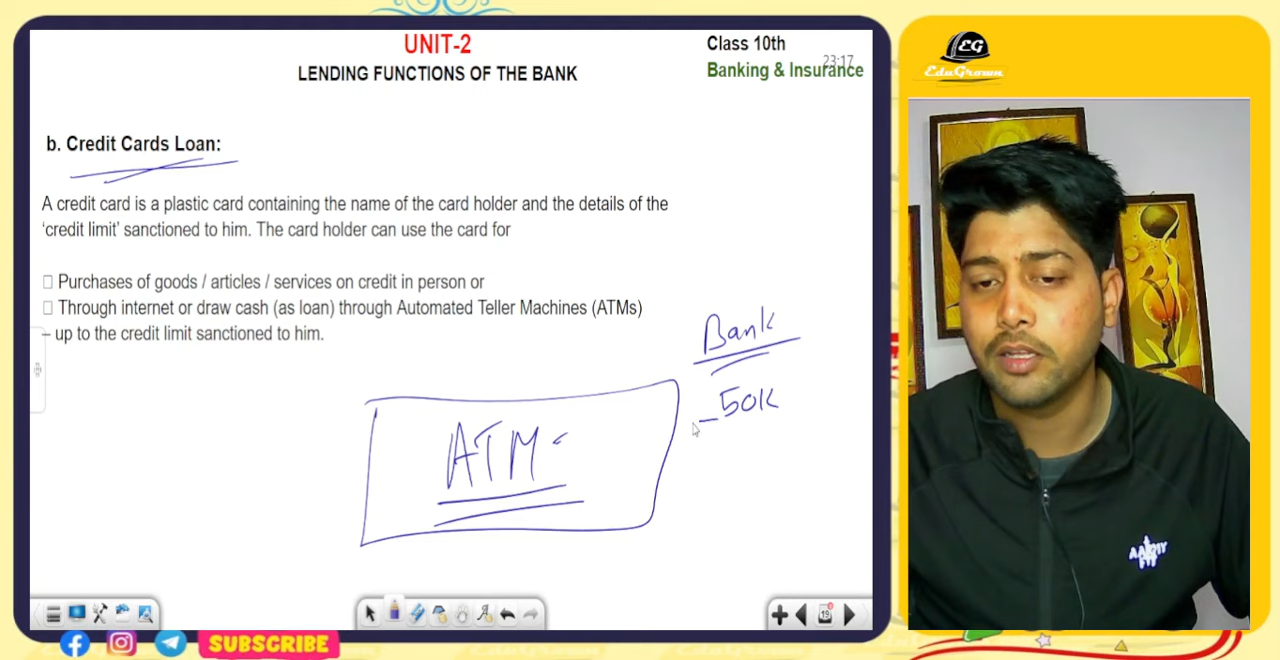 UNIT-2
LENDING FUNCTIONS OF THE BANK
Class 10th
23:17
Banking & Insurance
b. Credit Cards Loan:
A credit card is a plastic card containing the name of the card holder and the details of the
‘credit limit’ sanctioned to him. The card holder can use the card for
Purchases of goods / articles / services on credit in person or
Through internet or draw cash (as loan) through Automated Teller Machines (ATMs)
– up to the credit limit sanctioned to him.
Bank
50K
ATM
19
SUBSCRIBE
EG
EduGrown